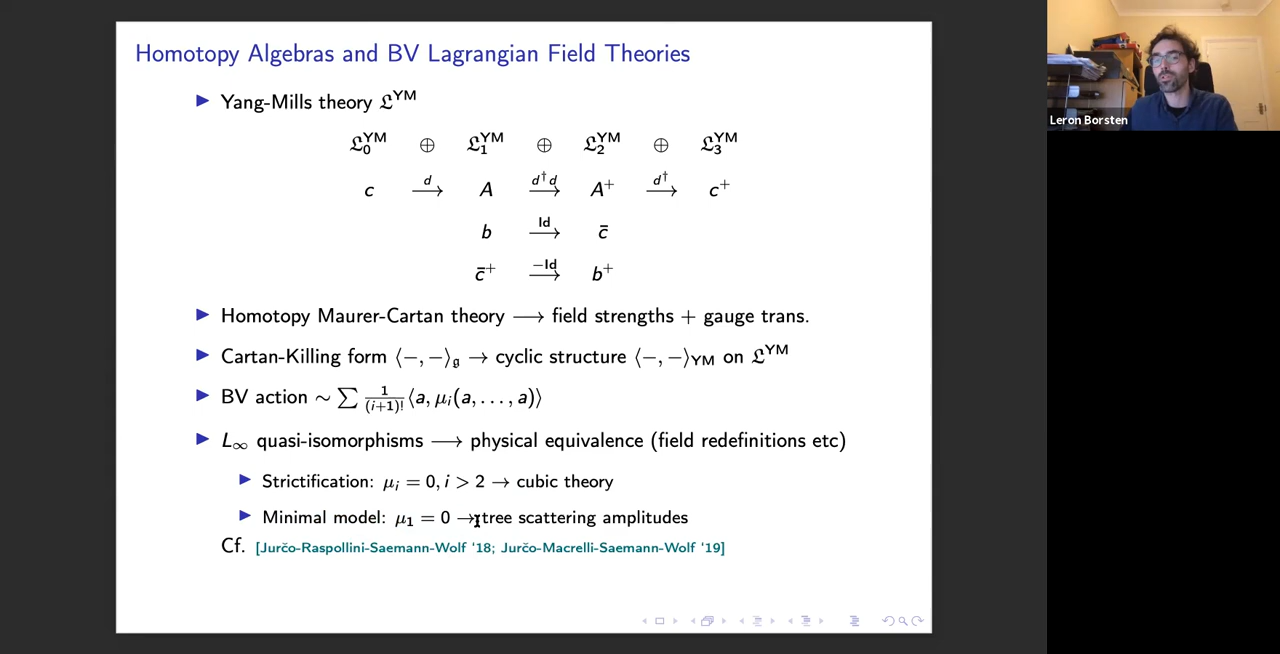 Homotopy Algebras and BV Lagrangian Field Theories
▶ Yang-Mills theory 𝔏^YM
𝔏₀^YM ⊕ 𝔏₁^YM ⊕ 𝔏₂^YM ⊕ 𝔏₃^YM
c —d→ A —d†d→ A⁺ —d†→ c⁺
b —Id→ c̄
c̄⁺ —−Id→ b⁺
▶ Homotopy Maurer-Cartan theory ⟶ field strengths + gauge trans.
▶ Cartan-Killing form ⟨−, −⟩_𝔤 → cyclic structure ⟨−, −⟩_YM on 𝔏^YM
▶ BV action ∼ ∑ 1/(i+1)! ⟨a, μᵢ(a, . . . , a)⟩
▶ L∞ quasi-isomorphisms ⟶ physical equivalence (field redefinitions etc)
▶ Strictification: μᵢ = 0, i > 2 → cubic theory
▶ Minimal model: μ₁ = 0 → tree scattering amplitudes
Cf. [Jurčo-Raspollini-Saemann-Wolf '18; Jurčo-Macrelli-Saemann-Wolf '19]
Leron Borsten